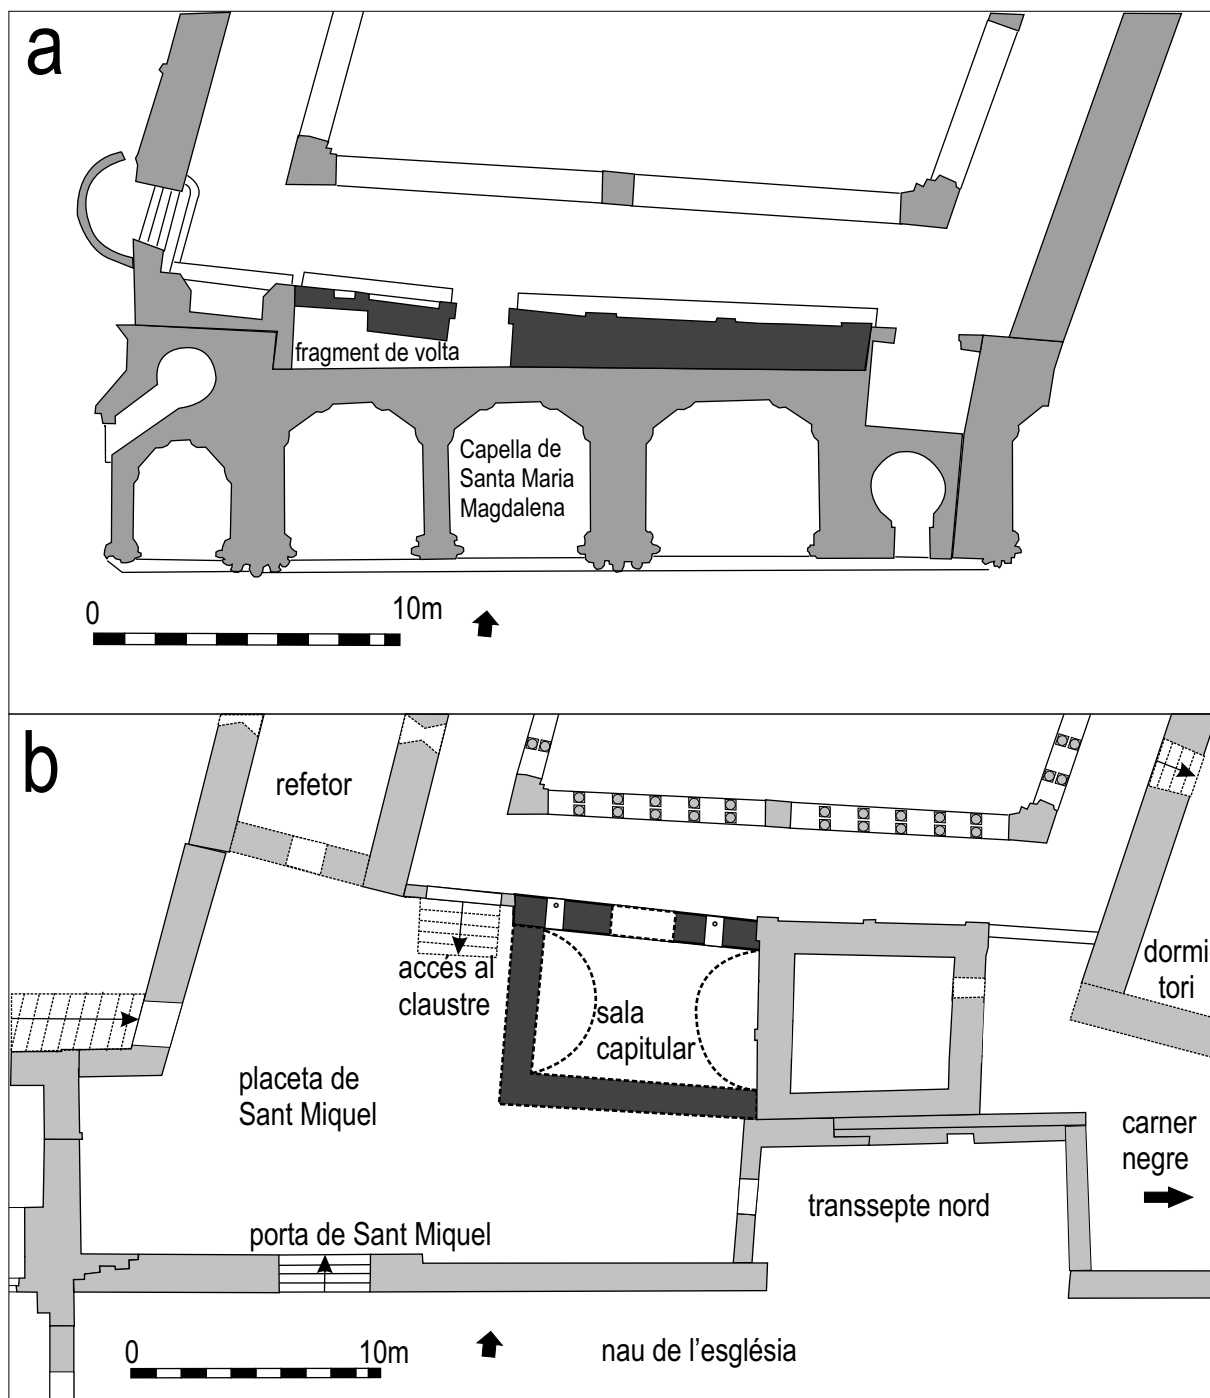 a
fragment de volta
Capella de
Santa Maria
Magdalena
0
10m
b
refetor
accés al
claustre
sala
capitular
dormi
tori
placeta de
Sant Miquel
carner
negre
transsepte nord
porta de Sant Miquel
0
10m
nau de l'església